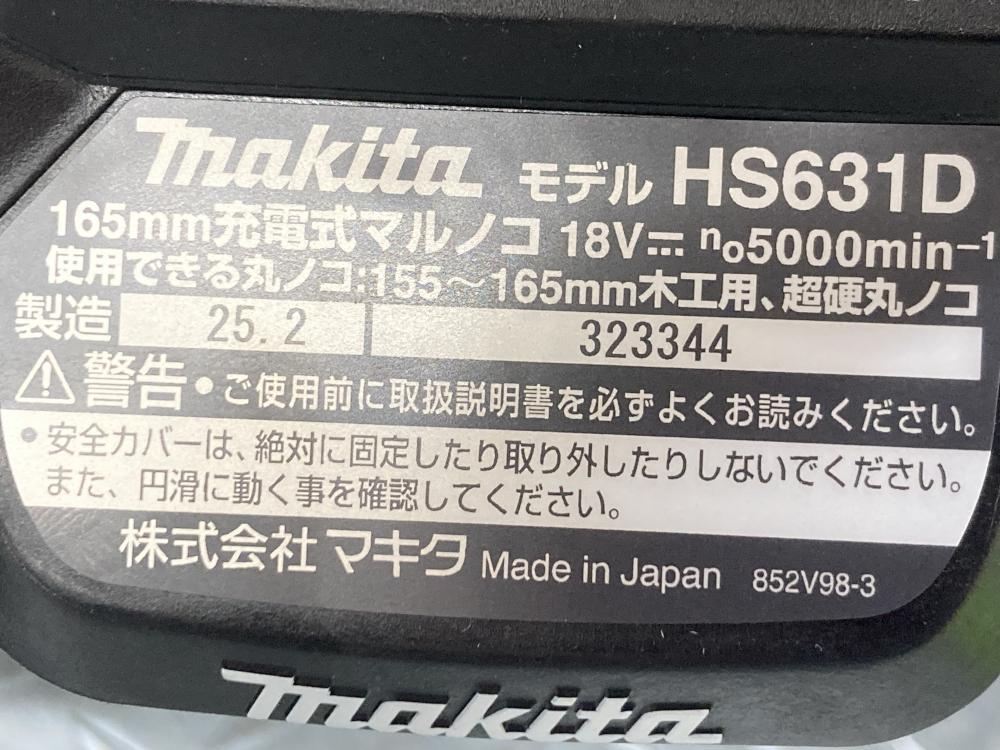 makita モデル HS631D
165mm充電式マルノコ 18V⎓ n₀5000min⁻¹
使用できる丸ノコ:155～165mm木工用、超硬丸ノコ
製造 25.2 323344
⚠警告 • ご使用前に取扱説明書を必ずよくお読みください。
• 安全カバーは、絶対に固定したり取り外したりしないでください。
また、円滑に動く事を確認してください。
株式会社 マキタ Made in Japan 852V98-3
makita